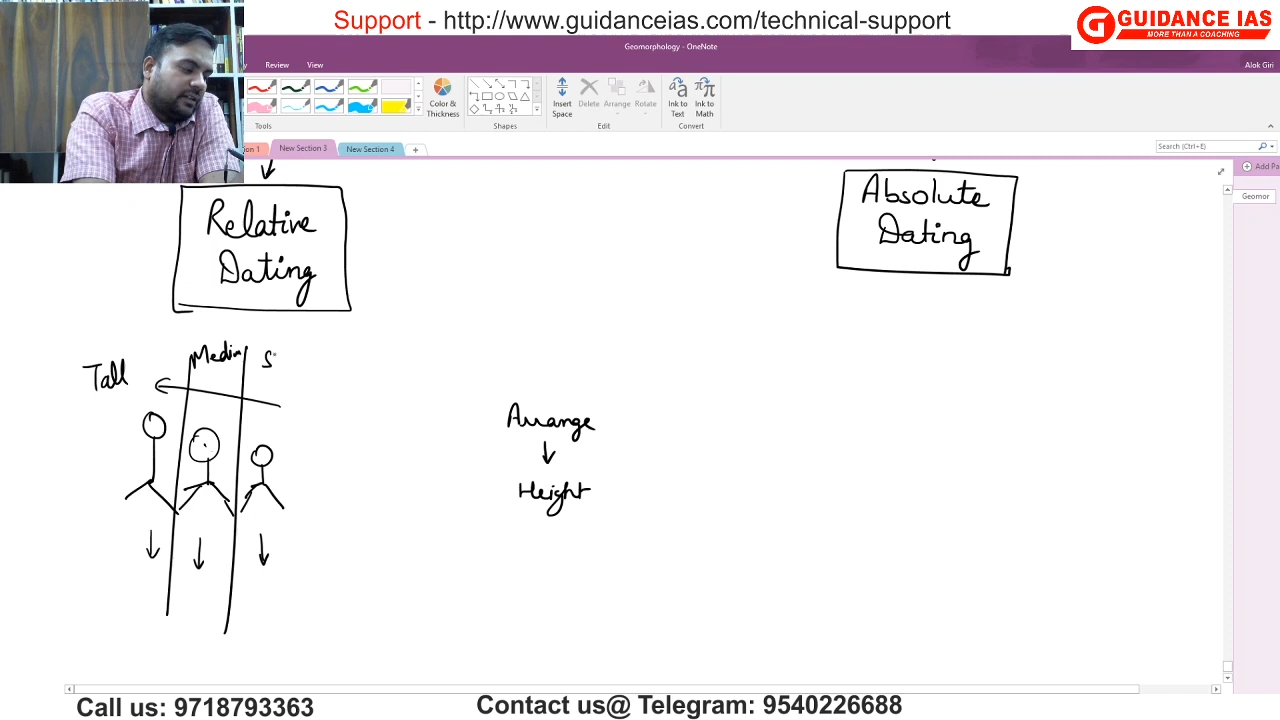 Support - http://www.guidanceias.com/technical-support
GUIDANCE IAS
MORE THAN A COACHING
Geomorphology - OneNote
Review View
Alok Giri
Color & Thickness
Insert Space
Delete
Arrange
Rotate
Ink to Text
Ink to Math
Tools
Shapes
Edit
Convert
New Section 3
New Section 4
Search (Ctrl+E)
Add Pa
Geomor
Relative
Dating
Absolute
Dating
Tall
S
Arrange
Height
Call us: 9718793363
Contact us@ Telegram: 9540226688